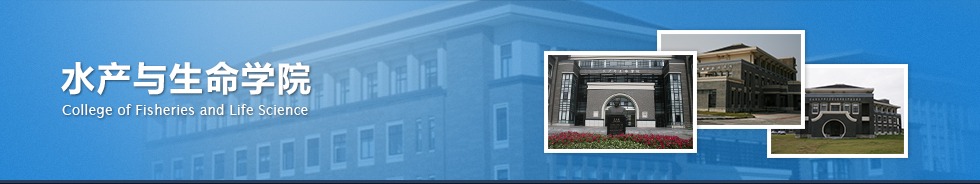 水产与生命学院
College of Fisheries and Life Science